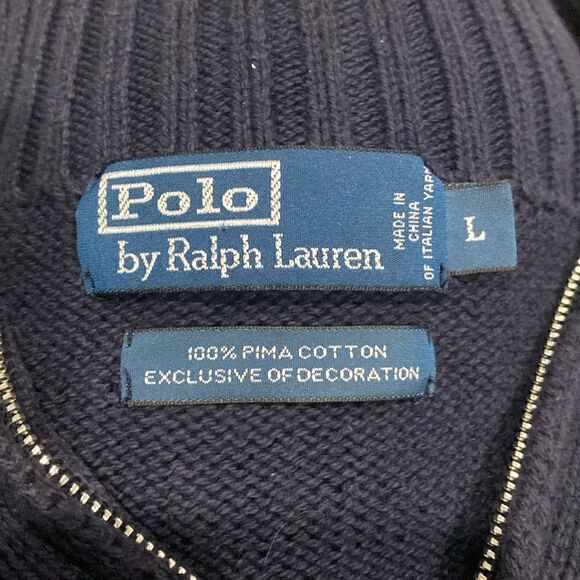 Polo
by Ralph Lauren
MADE IN
CHINA
OF ITALIAN YARN
L
100% PIMA COTTON
EXCLUSIVE OF DECORATION